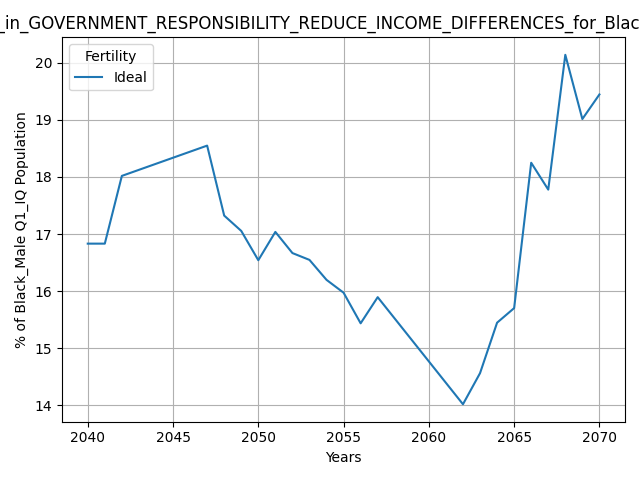 _in_GOVERNMENT_RESPONSIBILITY_REDUCE_INCOME_DIFFERENCES_for_Blac
Fertility
Ideal
% of Black_Male Q1_IQ Population
20
19
18
17
16
15
14
2040 2045 2050 2055 2060 2065 2070
Years